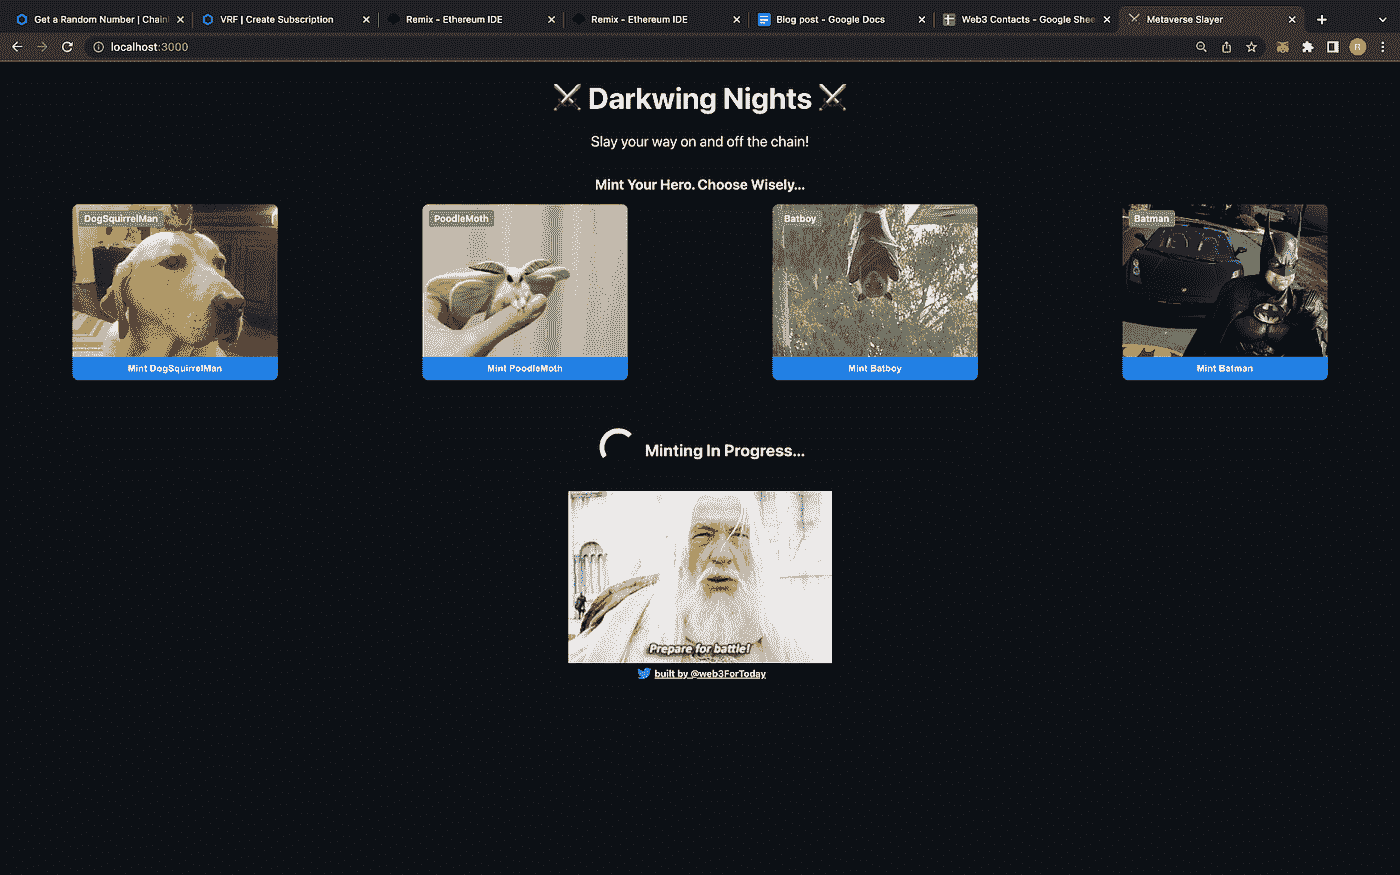 Get a Random Number | Chainl
VRF | Create Subscription
Remix - Ethereum IDE
Remix - Ethereum IDE
Blog post - Google Docs
Web3 Contacts - Google Shee
Metaverse Slayer
localhost:3000
R
⚔️ Darkwing Nights ⚔️
Slay your way on and off the chain!
Mint Your Hero. Choose Wisely...
DogSquirrelMan
PoodleMoth
Batboy
Batman
Mint DogSquirrelMan
Mint PoodleMoth
Mint Batboy
Mint Batman
Minting In Progress...
Prepare for battle!
built by @web3ForToday